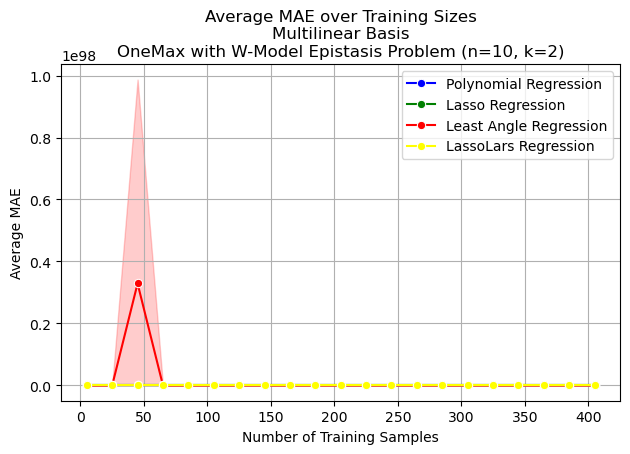 Average MAE over Training Sizes
Multilinear Basis
OneMax with W-Model Epistasis Problem (n=10, k=2)
1e98
Polynomial Regression
Lasso Regression
Least Angle Regression
LassoLars Regression
1.0
0.8
0.6
0.4
0.2
0.0
Average MAE
0 50 100 150 200 250 300 350 400
Number of Training Samples